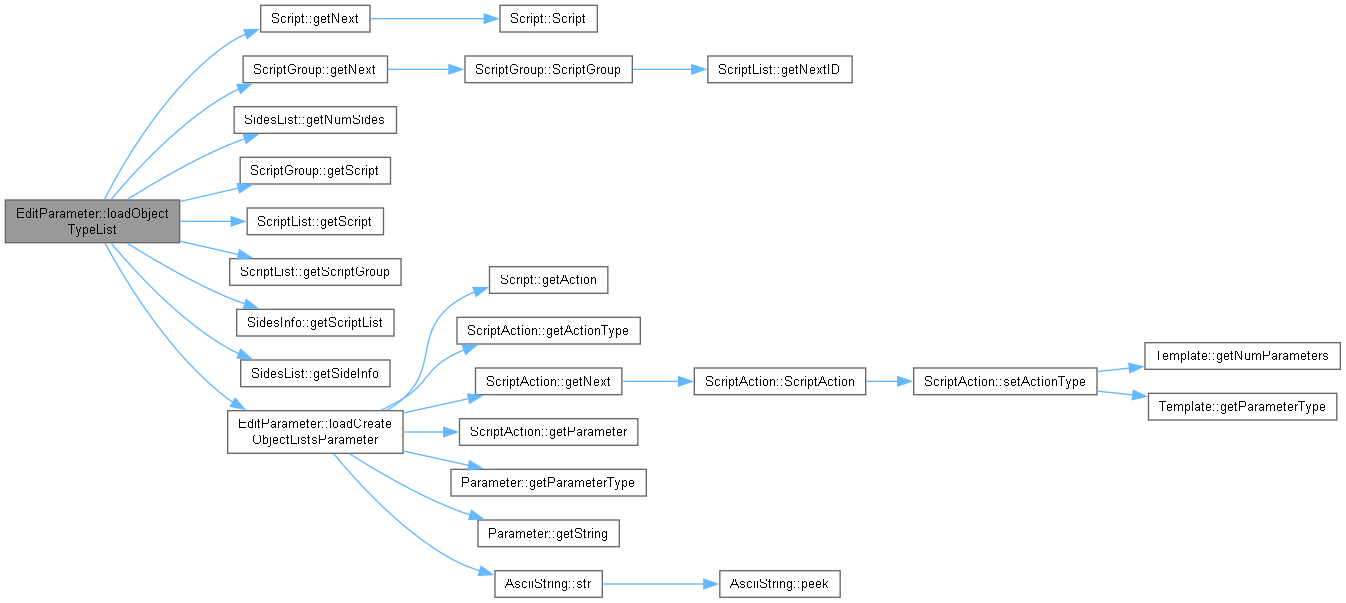 Script::getNext
Script::Script
ScriptGroup::getNext
ScriptGroup::ScriptGroup
ScriptList::getNextID
SidesList::getNumSides
ScriptGroup::getScript
EditParameter::loadObject
TypeList
ScriptList::getScript
ScriptList::getScriptGroup
SidesInfo::getScriptList
SidesList::getSideInfo
EditParameter::loadCreate
ObjectListsParameter
Script::getAction
ScriptAction::getActionType
ScriptAction::getNext
ScriptAction::ScriptAction
ScriptAction::setActionType
Template::getNumParameters
Template::getParameterType
ScriptAction::getParameter
Parameter::getParameterType
Parameter::getString
AsciiString::str
AsciiString::peek